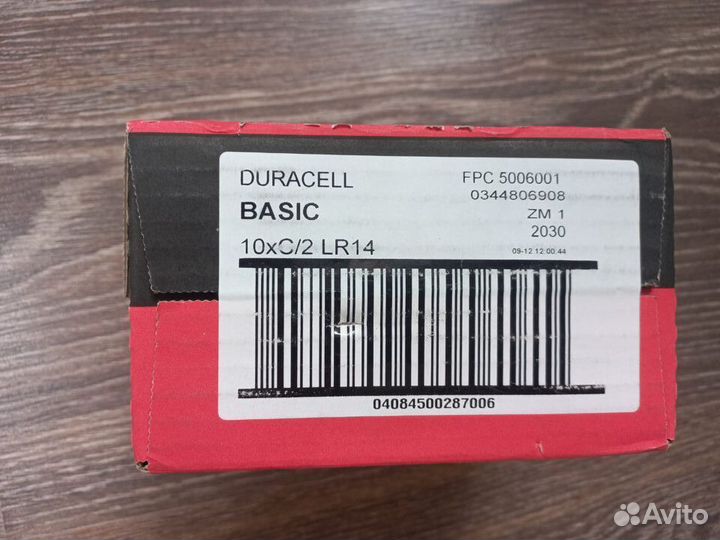 DURACELL
BASIC
10xC/2 LR14
FPC 5006001
0344806908
ZM 1
2030
09-12 12:00:44
04084500287006
Avito